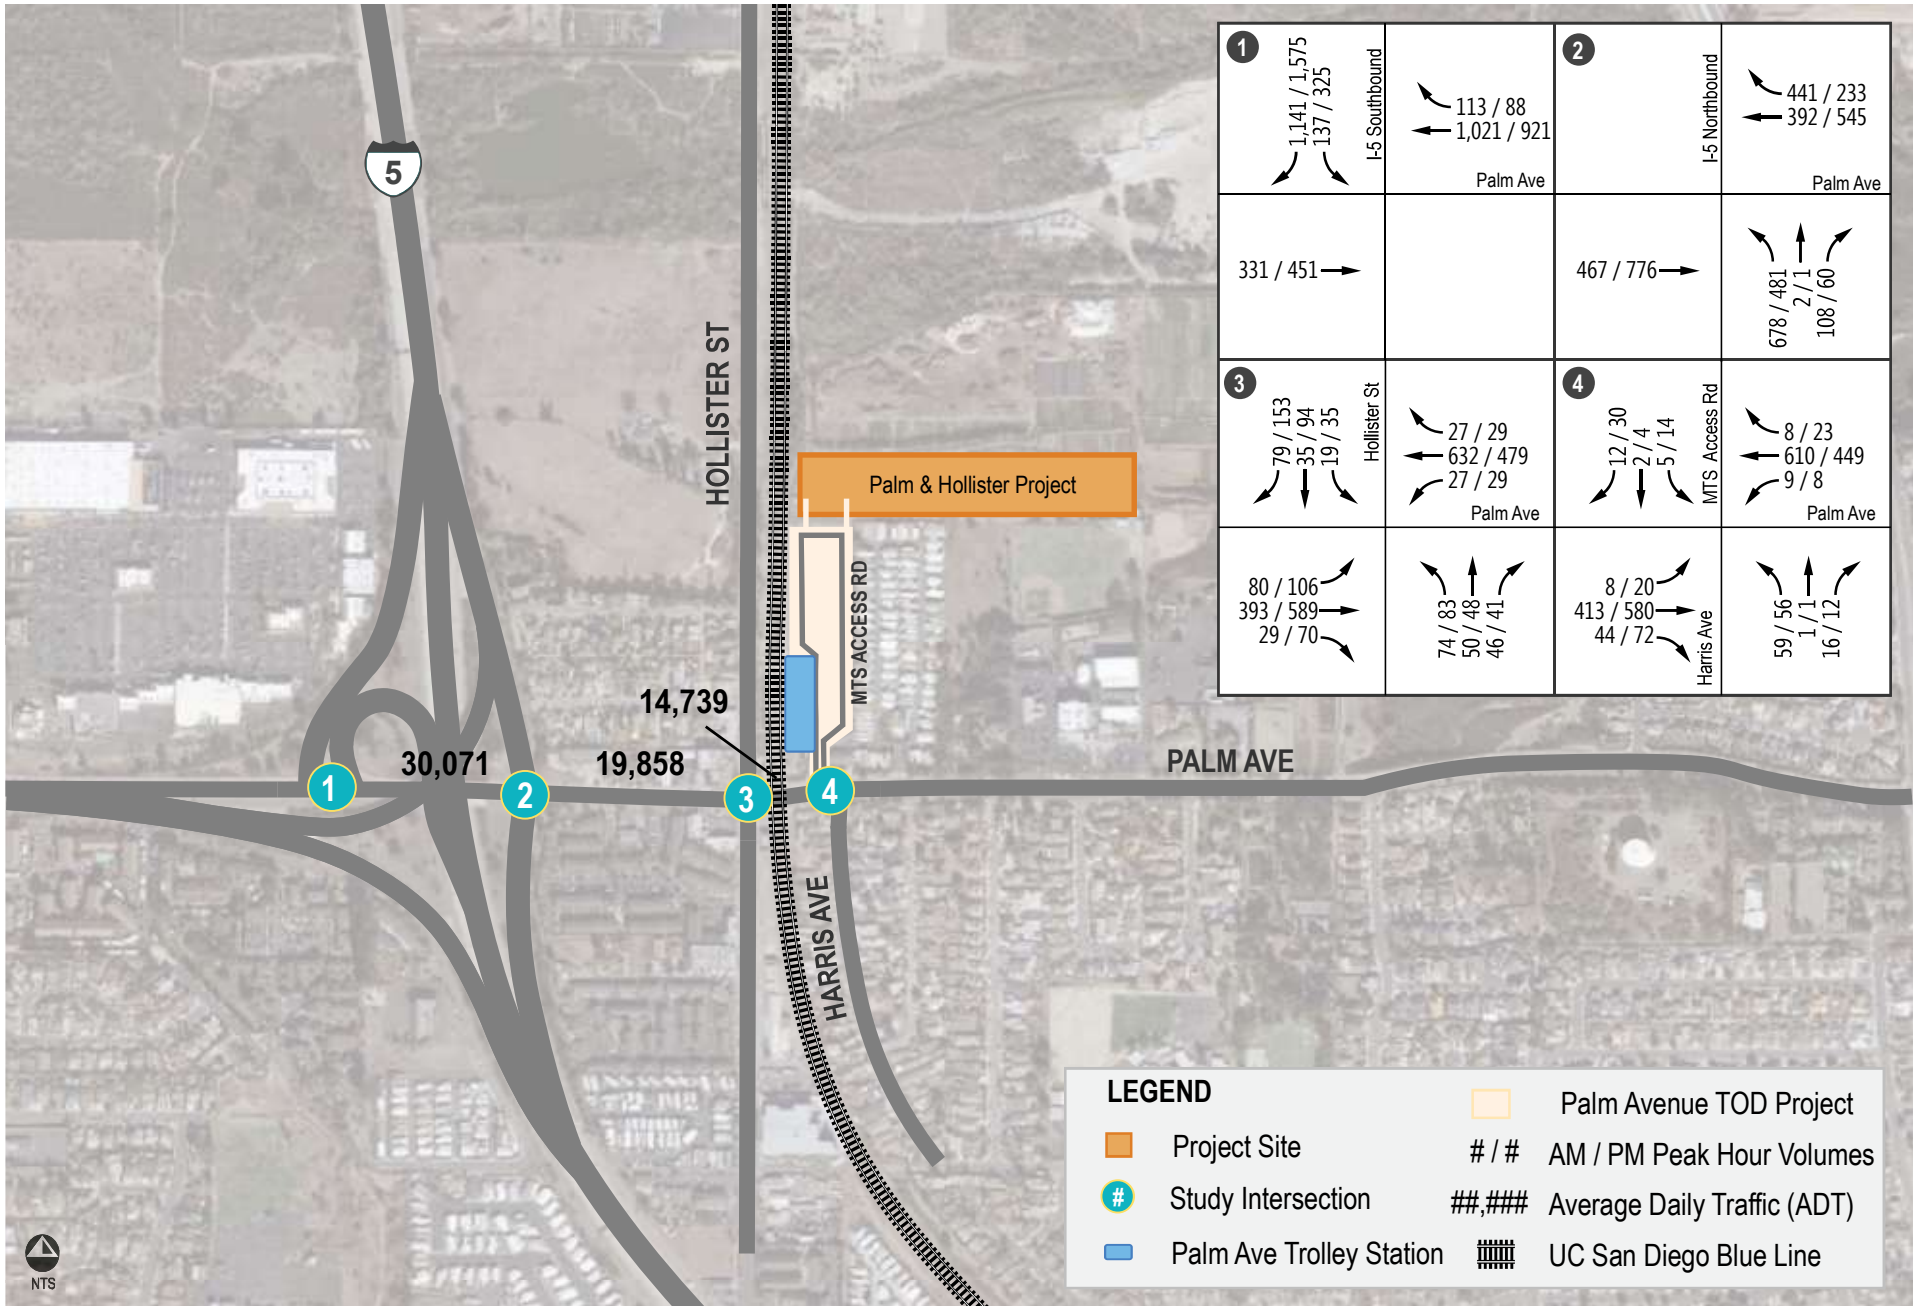 5
HOLLISTER ST
Palm & Hollister Project
MTS ACCESS RD
14,739
30,071
19,858
PALM AVE
1
2
3
4
HARRIS AVE
NTS
1
1,141 / 1,575
137 / 325
I-5 Southbound
113 / 88
1,021 / 921
Palm Ave
331 / 451
2
I-5 Northbound
441 / 233
392 / 545
Palm Ave
467 / 776
678 / 481
2 / 1
108 / 60
3
79 / 153
35 / 94
19 / 35
Hollister St
27 / 29
632 / 479
27 / 29
Palm Ave
80 / 106
393 / 589
29 / 70
74 / 83
50 / 48
46 / 41
4
12 / 30
2 / 4
5 / 14
MTS Access Rd
8 / 23
610 / 449
9 / 8
Palm Ave
8 / 20
413 / 580
44 / 72
Harris Ave
59 / 56
1 / 1
16 / 12
LEGEND
Project Site
# Study Intersection
Palm Ave Trolley Station
Palm Avenue TOD Project
# / # AM / PM Peak Hour Volumes
##,### Average Daily Traffic (ADT)
UC San Diego Blue Line